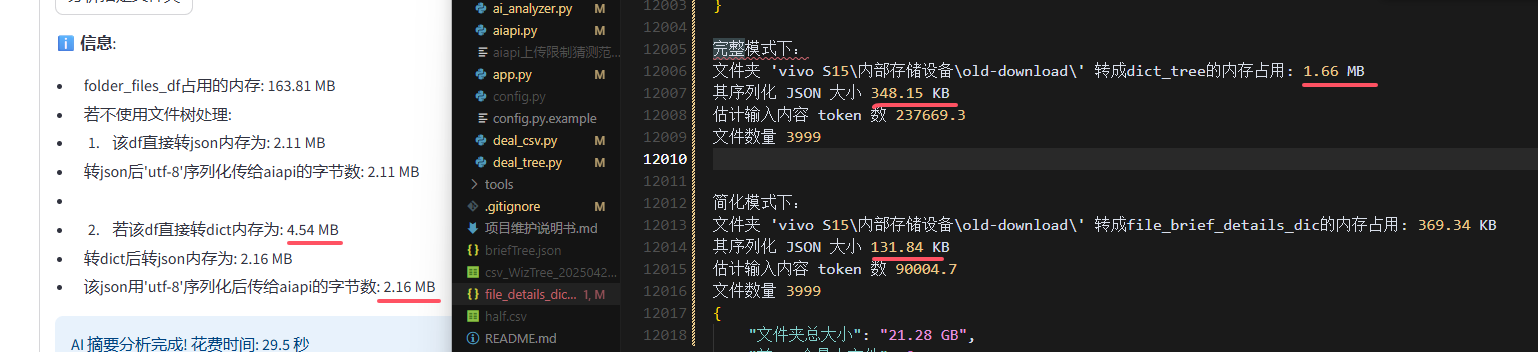 信息:
folder_files_df占用的内存: 163.81 MB
若不使用文件树处理:
1. 该df直接转json内存为: 2.11 MB
转json后'utf-8'序列化传给aiapi的字节数: 2.11 MB
2. 若该df直接转dict内存为: 4.54 MB
转dict后转json内存为: 2.16 MB
该json用'utf-8'序列化后传给aiapi的字节数: 2.16 MB
AI 摘要分析完成! 花费时间: 29.5 秒
ai_analyzer.py M
aiapi.py M
aiapi上传限制猜测范...
app.py M
config.py
config.py.example
deal_csv.py M
deal_tree.py M
tools
.gitignore M
项目维护说明书.md
briefTree.json
csv_WizTree_2025042...
file_details_dic... 1, M
half.csv
README.md
12003 }
12004
12005 完整模式下:
12006 文件夹 'vivo S15\内部存储设备\old-download\' 转成dict_tree的内存占用: 1.66 MB
12007 其序列化 JSON 大小 348.15 KB
12008 估计输入内容 token 数 237669.3
12009 文件数量 3999
12010
12011
12012 简化模式下:
12013 文件夹 'vivo S15\内部存储设备\old-download\' 转成file_brief_details_dic的内存占用: 369.34 KB
12014 其序列化 JSON 大小 131.84 KB
12015 估计输入内容 token 数 90004.7
12016 文件数量 3999
12017 {
12018 "文件夹总大小": "21.28 GB",